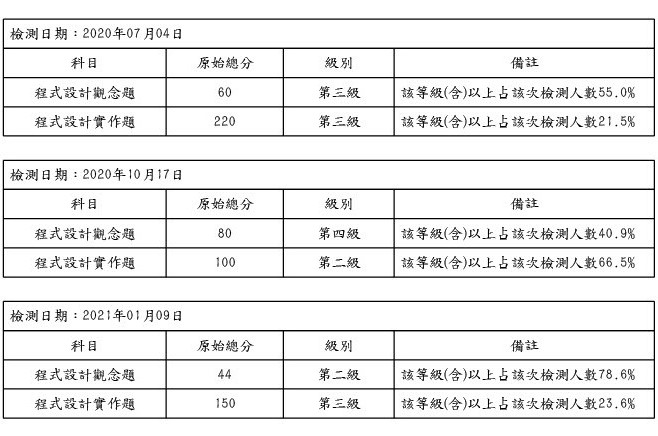 檢測日期：2020年07月04日
科目 原始總分 級別 備註
程式設計觀念題 60 第三級 該等級(含)以上占該次檢測人數55.0%
程式設計實作題 220 第三級 該等級(含)以上占該次檢測人數21.5%
檢測日期：2020年10月17日
科目 原始總分 級別 備註
程式設計觀念題 80 第四級 該等級(含)以上占該次檢測人數40.9%
程式設計實作題 100 第二級 該等級(含)以上占該次檢測人數66.5%
檢測日期：2021年01月09日
科目 原始總分 級別 備註
程式設計觀念題 44 第二級 該等級(含)以上占該次檢測人數78.6%
程式設計實作題 150 第三級 該等級(含)以上占該次檢測人數23.6%